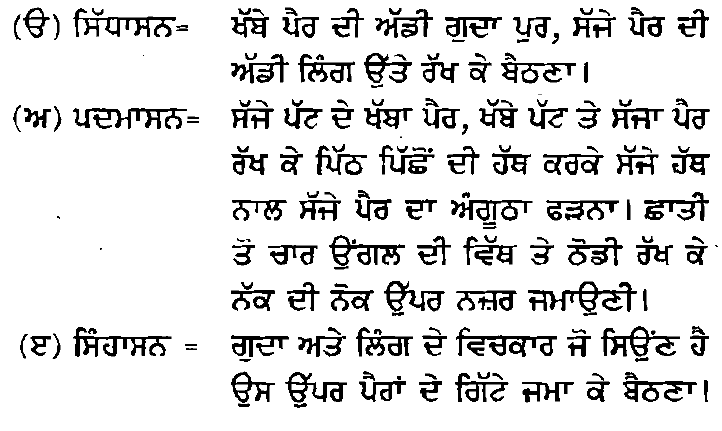 (ੳ) ਸਿੱਧਾਸਨ= ਖੱਬੇ ਪੈਰ ਦੀ ਅੱਡੀ ਗੁਦਾ ਪੁਰ, ਸੱਜੇ ਪੈਰ ਦੀ
ਅੱਡੀ ਲਿੰਗ ਉੱਤੇ ਰੱਖ ਕੇ ਬੈਠਣਾ।
(ਅ) ਪਦਮਾਸਨ= ਸੱਜੇ ਪੱਟ ਦੇ ਖੱਬਾ ਪੈਰ, ਖੱਬੇ ਪੱਟ ਤੇ ਸੱਜਾ ਪੈਰ
ਰੱਖ ਕੇ ਪਿੱਠ ਪਿੱਛੋਂ ਦੀ ਹੱਥ ਕਰਕੇ ਸੱਜੇ ਹੱਥ
ਨਾਲ ਸੱਜੇ ਪੈਰ ਦਾ ਅੰਗੂਠਾ ਫੜਨਾ। ਛਾਤੀ
ਤੋਂ ਚਾਰ ਉਂਗਲ ਦੀ ਵਿੱਥ ਤੇ ਠੋਡੀ ਰੱਖ ਕੇ
ਨੱਕ ਦੀ ਨੋਕ ਉੱਪਰ ਨਜ਼ਰ ਜਮਾਉਣੀ।
(ੲ) ਸਿੰਹਾਸਨ = ਗੁਦਾ ਅਤੇ ਲਿੰਗ ਦੇ ਵਿਚਕਾਰ ਜੋ ਸਿਉਂਣ ਹੈ
ਉਸ ਉੱਪਰ ਪੈਰਾਂ ਦੇ ਗਿੱਟੇ ਜਮਾ ਕੇ ਬੈਠਣਾ।